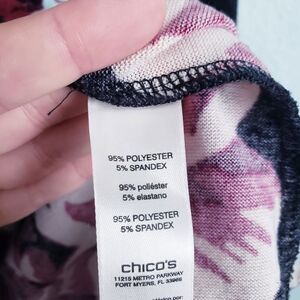 95% POLYESTER
5% SPANDEX
95% poliéster
5% elastano
95% POLYESTER
5% SPANDEX
chico's
11215 METRO PARKWAY
FORT MYERS, FL 33966
por: